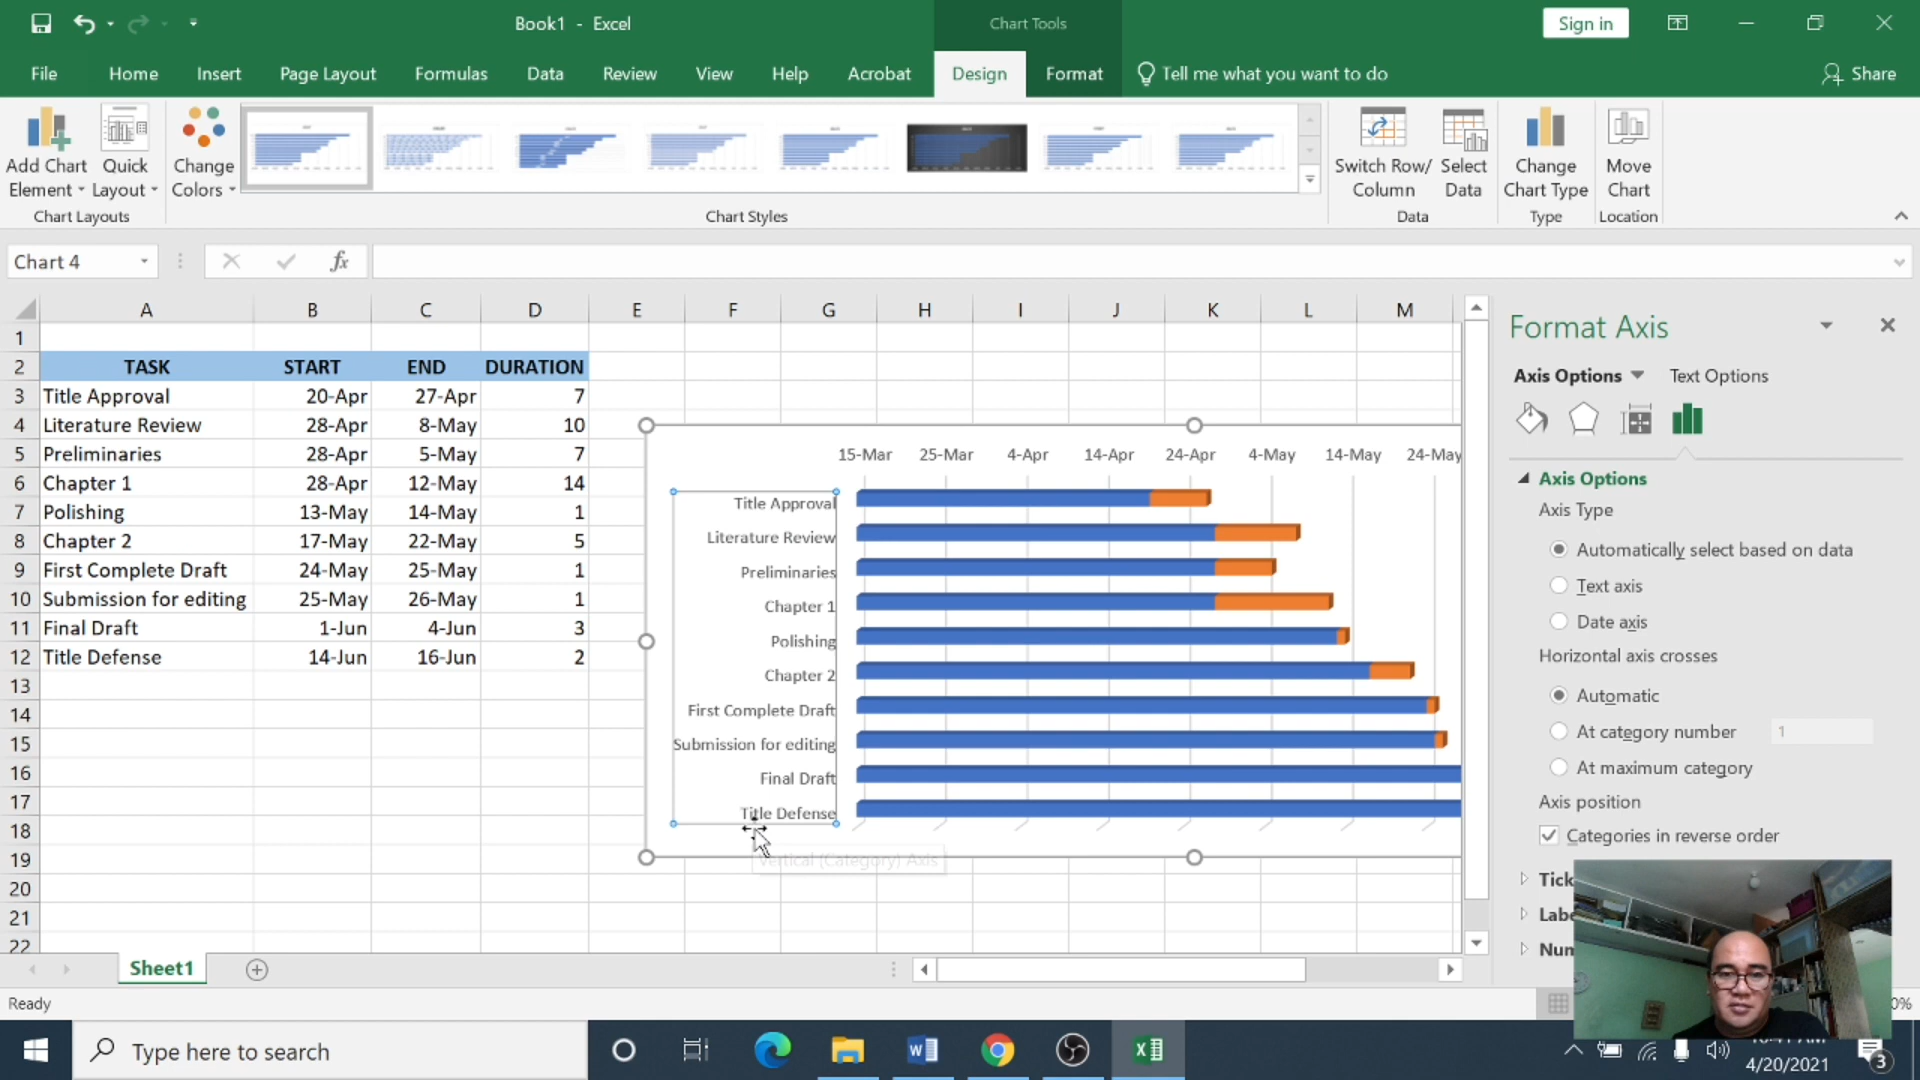 Book1 - Excel
Chart Tools
Sign in
File Home Insert Page Layout Formulas Data Review View Help Acrobat Design Format Tell me what you want to do Share
Add Chart Element
Quick Layout
Change Colors
Switch Row/ Column
Select Data
Change Chart Type
Move Chart
Chart Layouts
Chart Styles
Data
Type
Location
Chart 4
fx
A B C D E F G H I J K L M
1
2 TASK START END DURATION
3 Title Approval 20-Apr 27-Apr 7
4 Literature Review 28-Apr 8-May 10
5 Preliminaries 28-Apr 5-May 7
6 Chapter 1 28-Apr 12-May 14
7 Polishing 13-May 14-May 1
8 Chapter 2 17-May 22-May 5
9 First Complete Draft 24-May 25-May 1
10 Submission for editing 25-May 26-May 1
11 Final Draft 1-Jun 4-Jun 3
12 Title Defense 14-Jun 16-Jun 2
13
14
15
16
17
18
19
20
21
22
15-Mar 25-Mar 4-Apr 14-Apr 24-Apr 4-May 14-May 24-May
Title Approval
Literature Review
Preliminaries
Chapter 1
Polishing
Chapter 2
First Complete Draft
Submission for editing
Final Draft
Title Defense
Vertical (Category) Axis
Format Axis
Axis Options Text Options
Axis Options
Axis Type
Automatically select based on data
Text axis
Date axis
Horizontal axis crosses
Automatic
At category number 1
At maximum category
Axis position
Categories in reverse order
Tick
Labe
Num
Sheet1
Ready
0%
Type here to search
4/20/2021
3